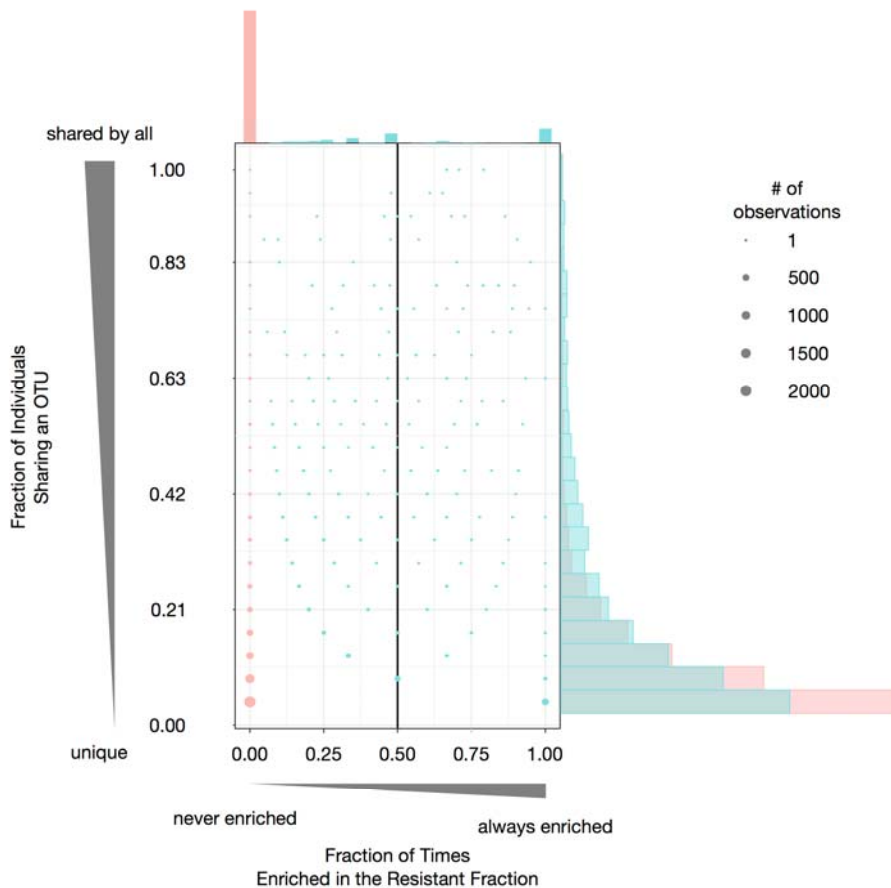 shared by all
1.00
0.83
0.63
0.42
0.21
0.00
unique
Fraction of Individuals
Sharing an OTU
# of
observations
1
500
1000
1500
2000
0.00 0.25 0.50 0.75 1.00
never enriched
always enriched
Fraction of Times
Enriched in the Resistant Fraction